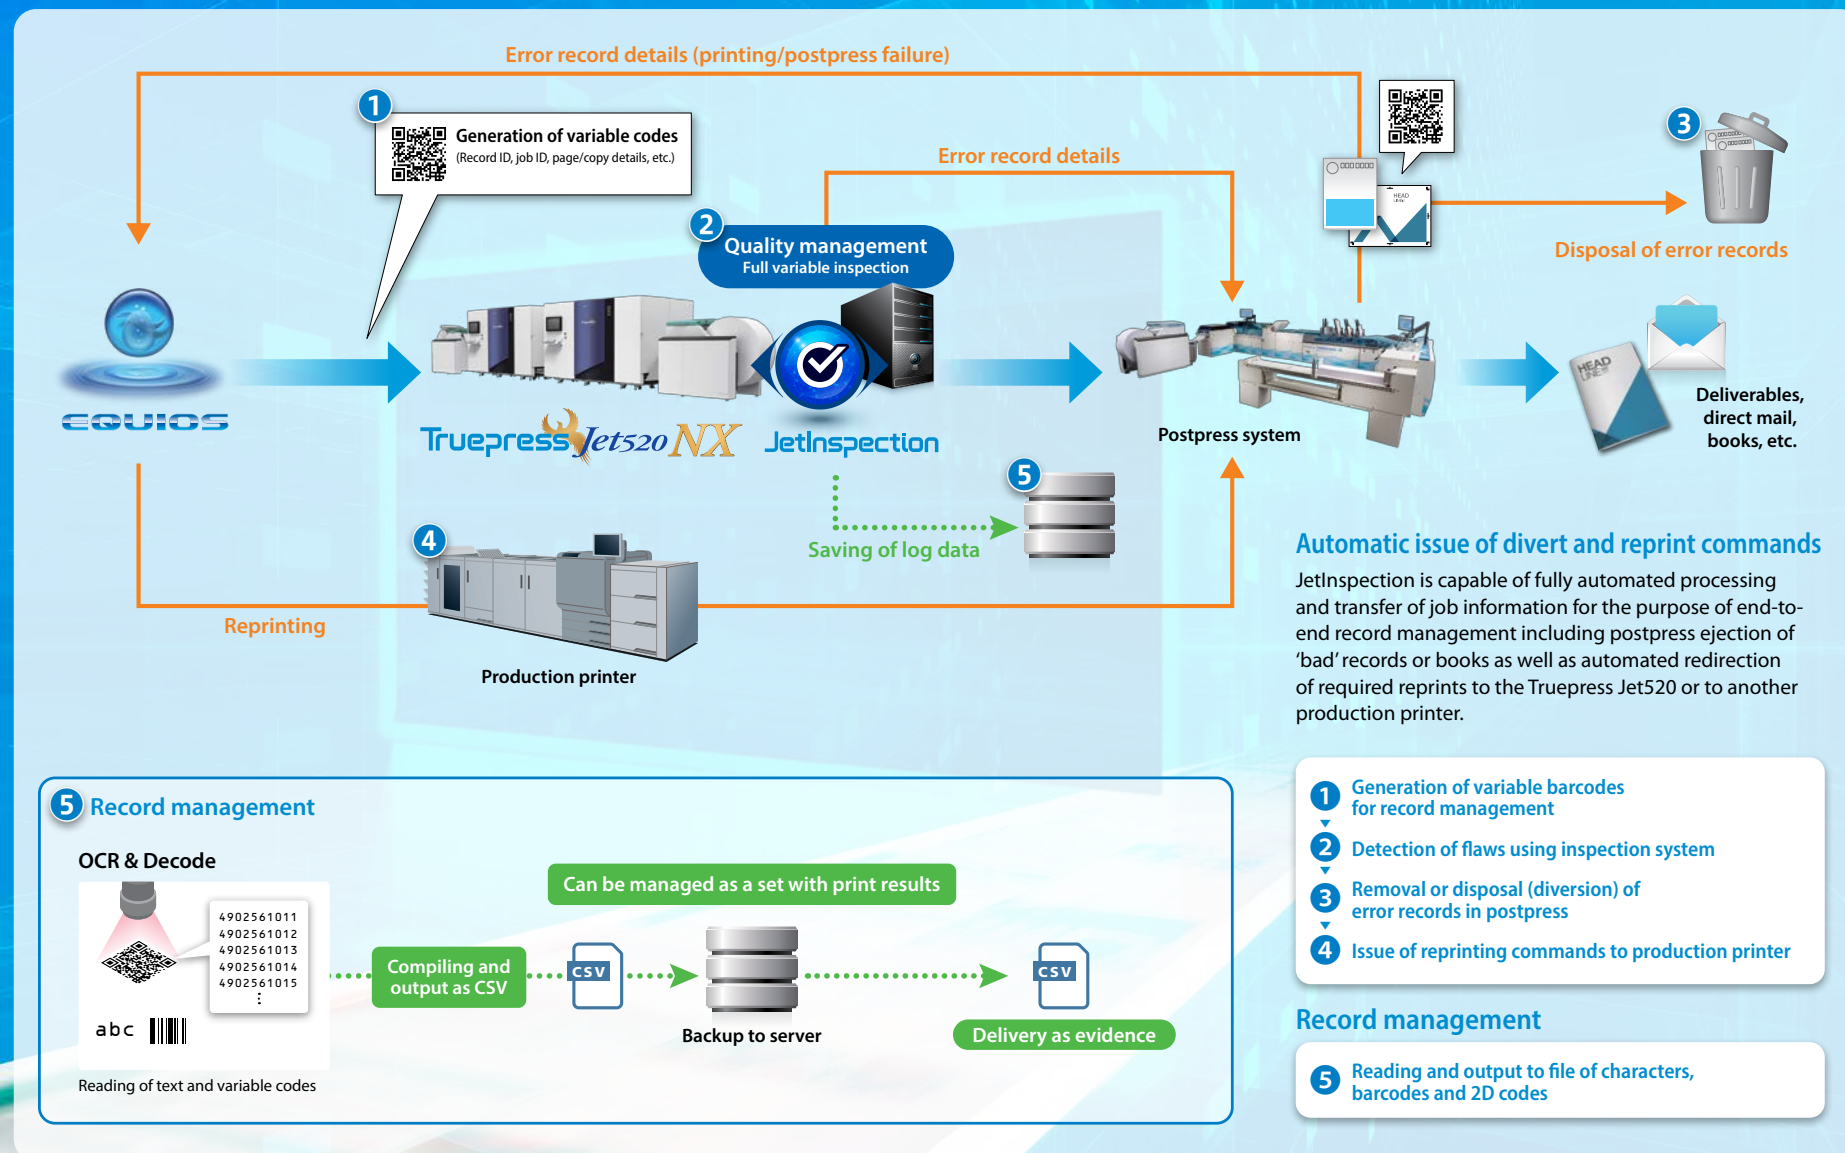 Error record details (printing/postpress failure)
1
Generation of variable codes
(Record ID, job ID, page/copy details, etc.)
Error record details
3
2
Quality management
Full variable inspection
HEAD
LINE!
Disposal of error records
EQUIOS
Truepress Jet520 NX
JetInspection
Postpress system
HEAD
LINE!
Deliverables,
direct mail,
books, etc.
5
Saving of log data
4
Reprinting
Production printer
Automatic issue of divert and reprint commands
JetInspection is capable of fully automated processing
and transfer of job information for the purpose of end-to-
end record management including postpress ejection of
‘bad’ records or books as well as automated redirection
of required reprints to the Truepress Jet520 or to another
production printer.
1 Generation of variable barcodes
for record management
2 Detection of flaws using inspection system
3 Removal or disposal (diversion) of
error records in postpress
4 Issue of reprinting commands to production printer
Record management
5 Reading and output to file of characters,
barcodes and 2D codes
5 Record management
OCR & Decode
4902561011
4902561012
4902561013
4902561014
4902561015
⋮
abc
Reading of text and variable codes
Compiling and
output as CSV
CSV
Can be managed as a set with print results
Backup to server
CSV
Delivery as evidence